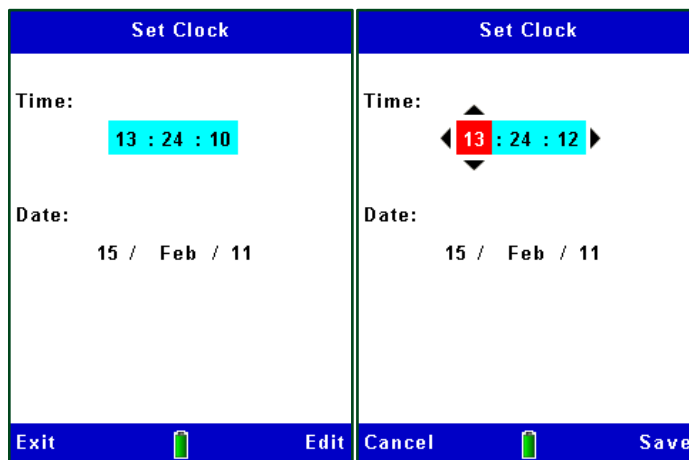 Set Clock
Time:
13 : 24 : 10
Date:
15 / Feb / 11
Exit Edit
Set Clock
Time:
13 : 24 : 12
Date:
15 / Feb / 11
Cancel Save